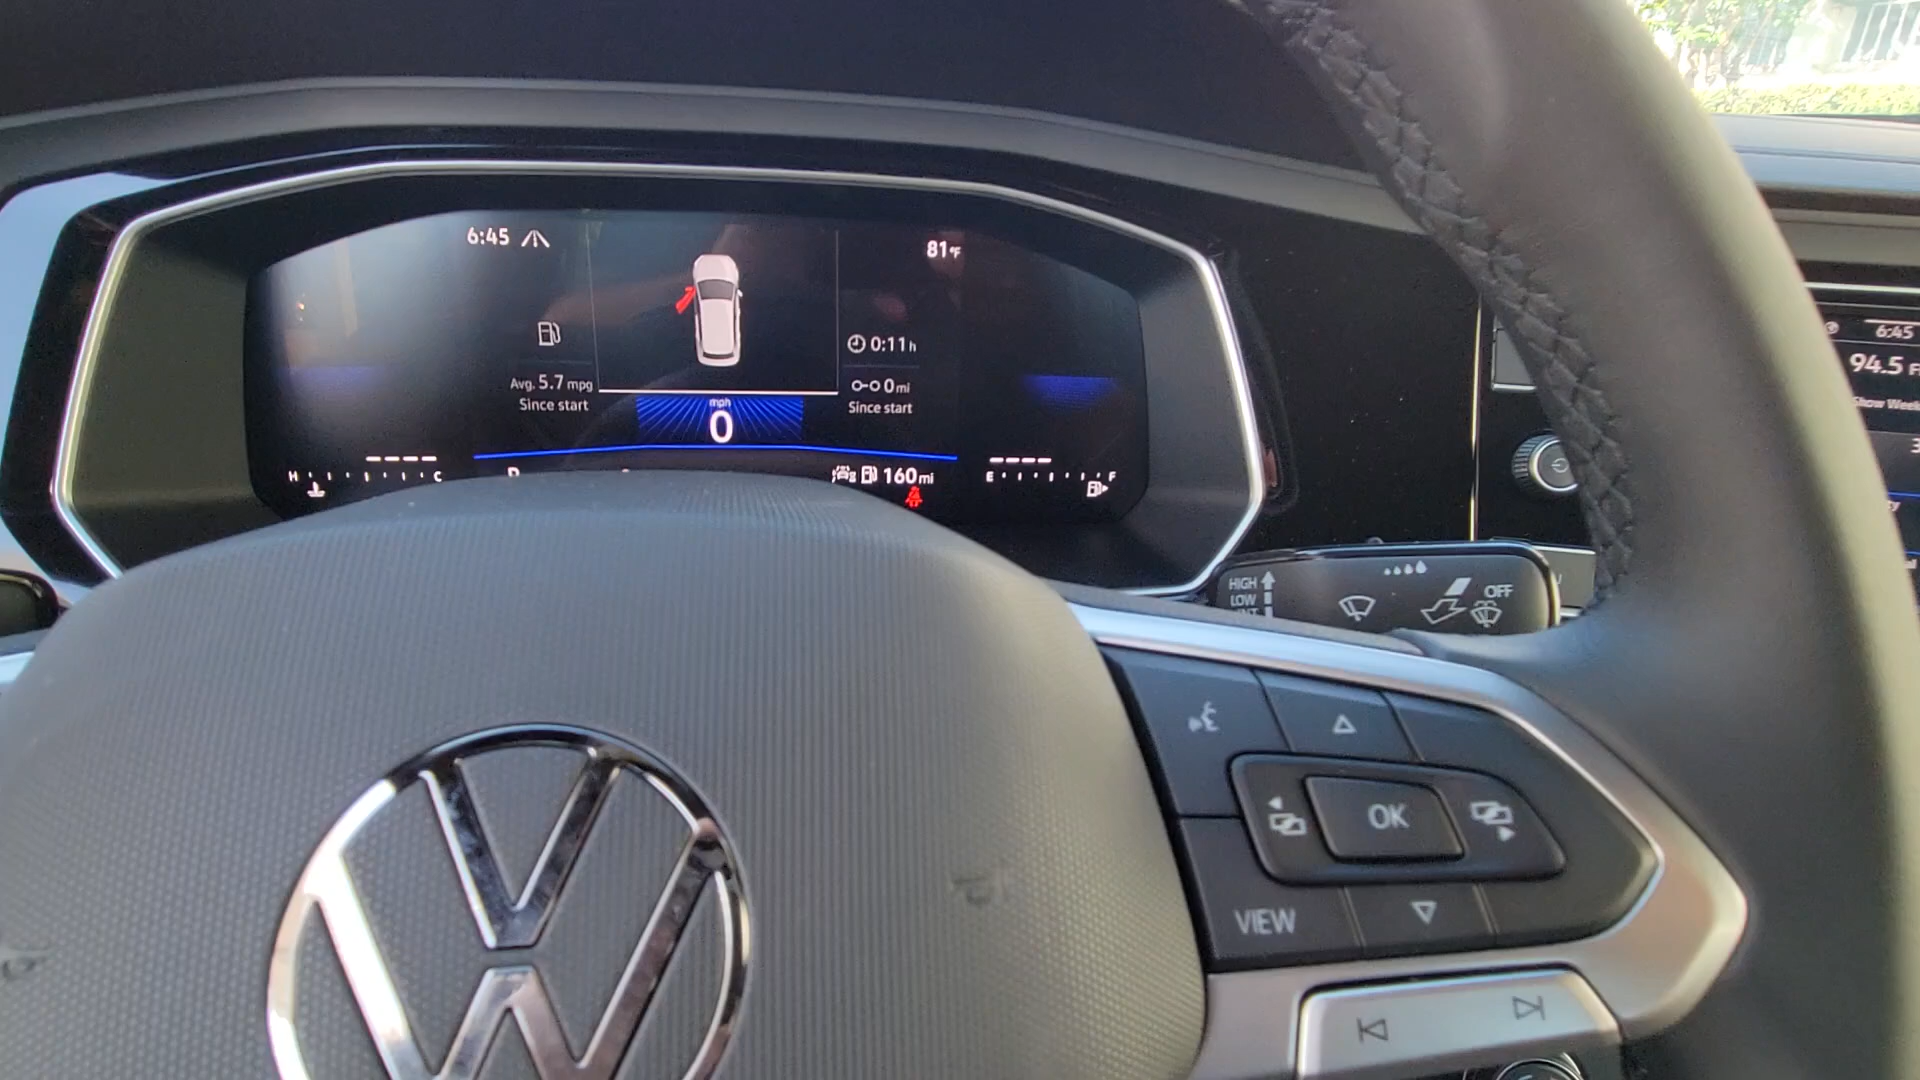 6:45
81°F
0:11 h
Avg. 5.7 mpg
Since start
0 mi
Since start
mph
0
H C
160 mi
E F
6:45
94.5
Show
HIGH
LOW
OFF
OK
VIEW